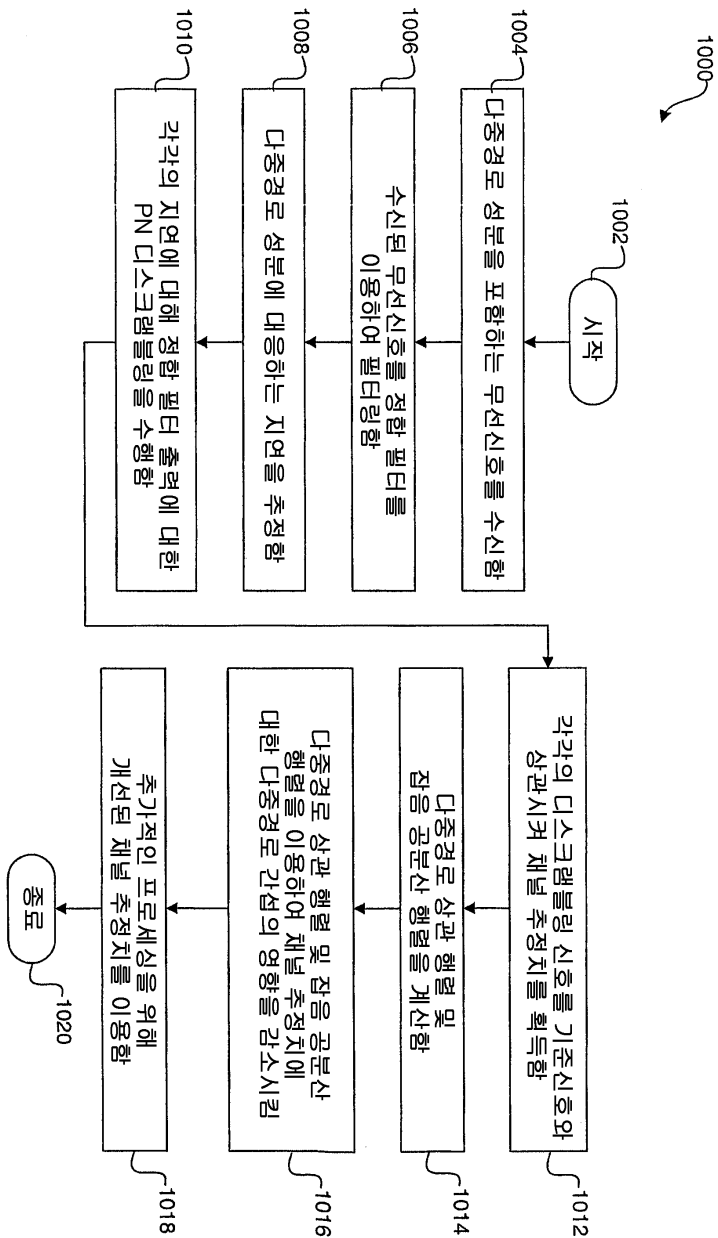 1000
1002
시작
1004
다중경로 성분을 포함하는 무선신호를 수신함
1006
수신된 무선신호를 정합 필터를
이용하여 필터링함
1008
다중경로 성분에 대응하는 지연을 추정함
1010
각각의 지연에 대해 정합 필터 출력에 대한
PN 디스크램블링을 수행함
각각의 디스크램블링 신호를 기준신호와
상관시켜 채널 추정치를 획득함
1012
다중경로 상관 행렬 및
잡음 공분산 행렬을 계산함
1014
다중경로 상관 행렬 및 잡음 공분산
행렬을 이용하여 채널 추정치에
대한 다중경로 간섭의 영향을 감소시킴
1016
추가적인 프로세싱을 위해
개선된 채널 추정치를 이용함
1018
종료
1020